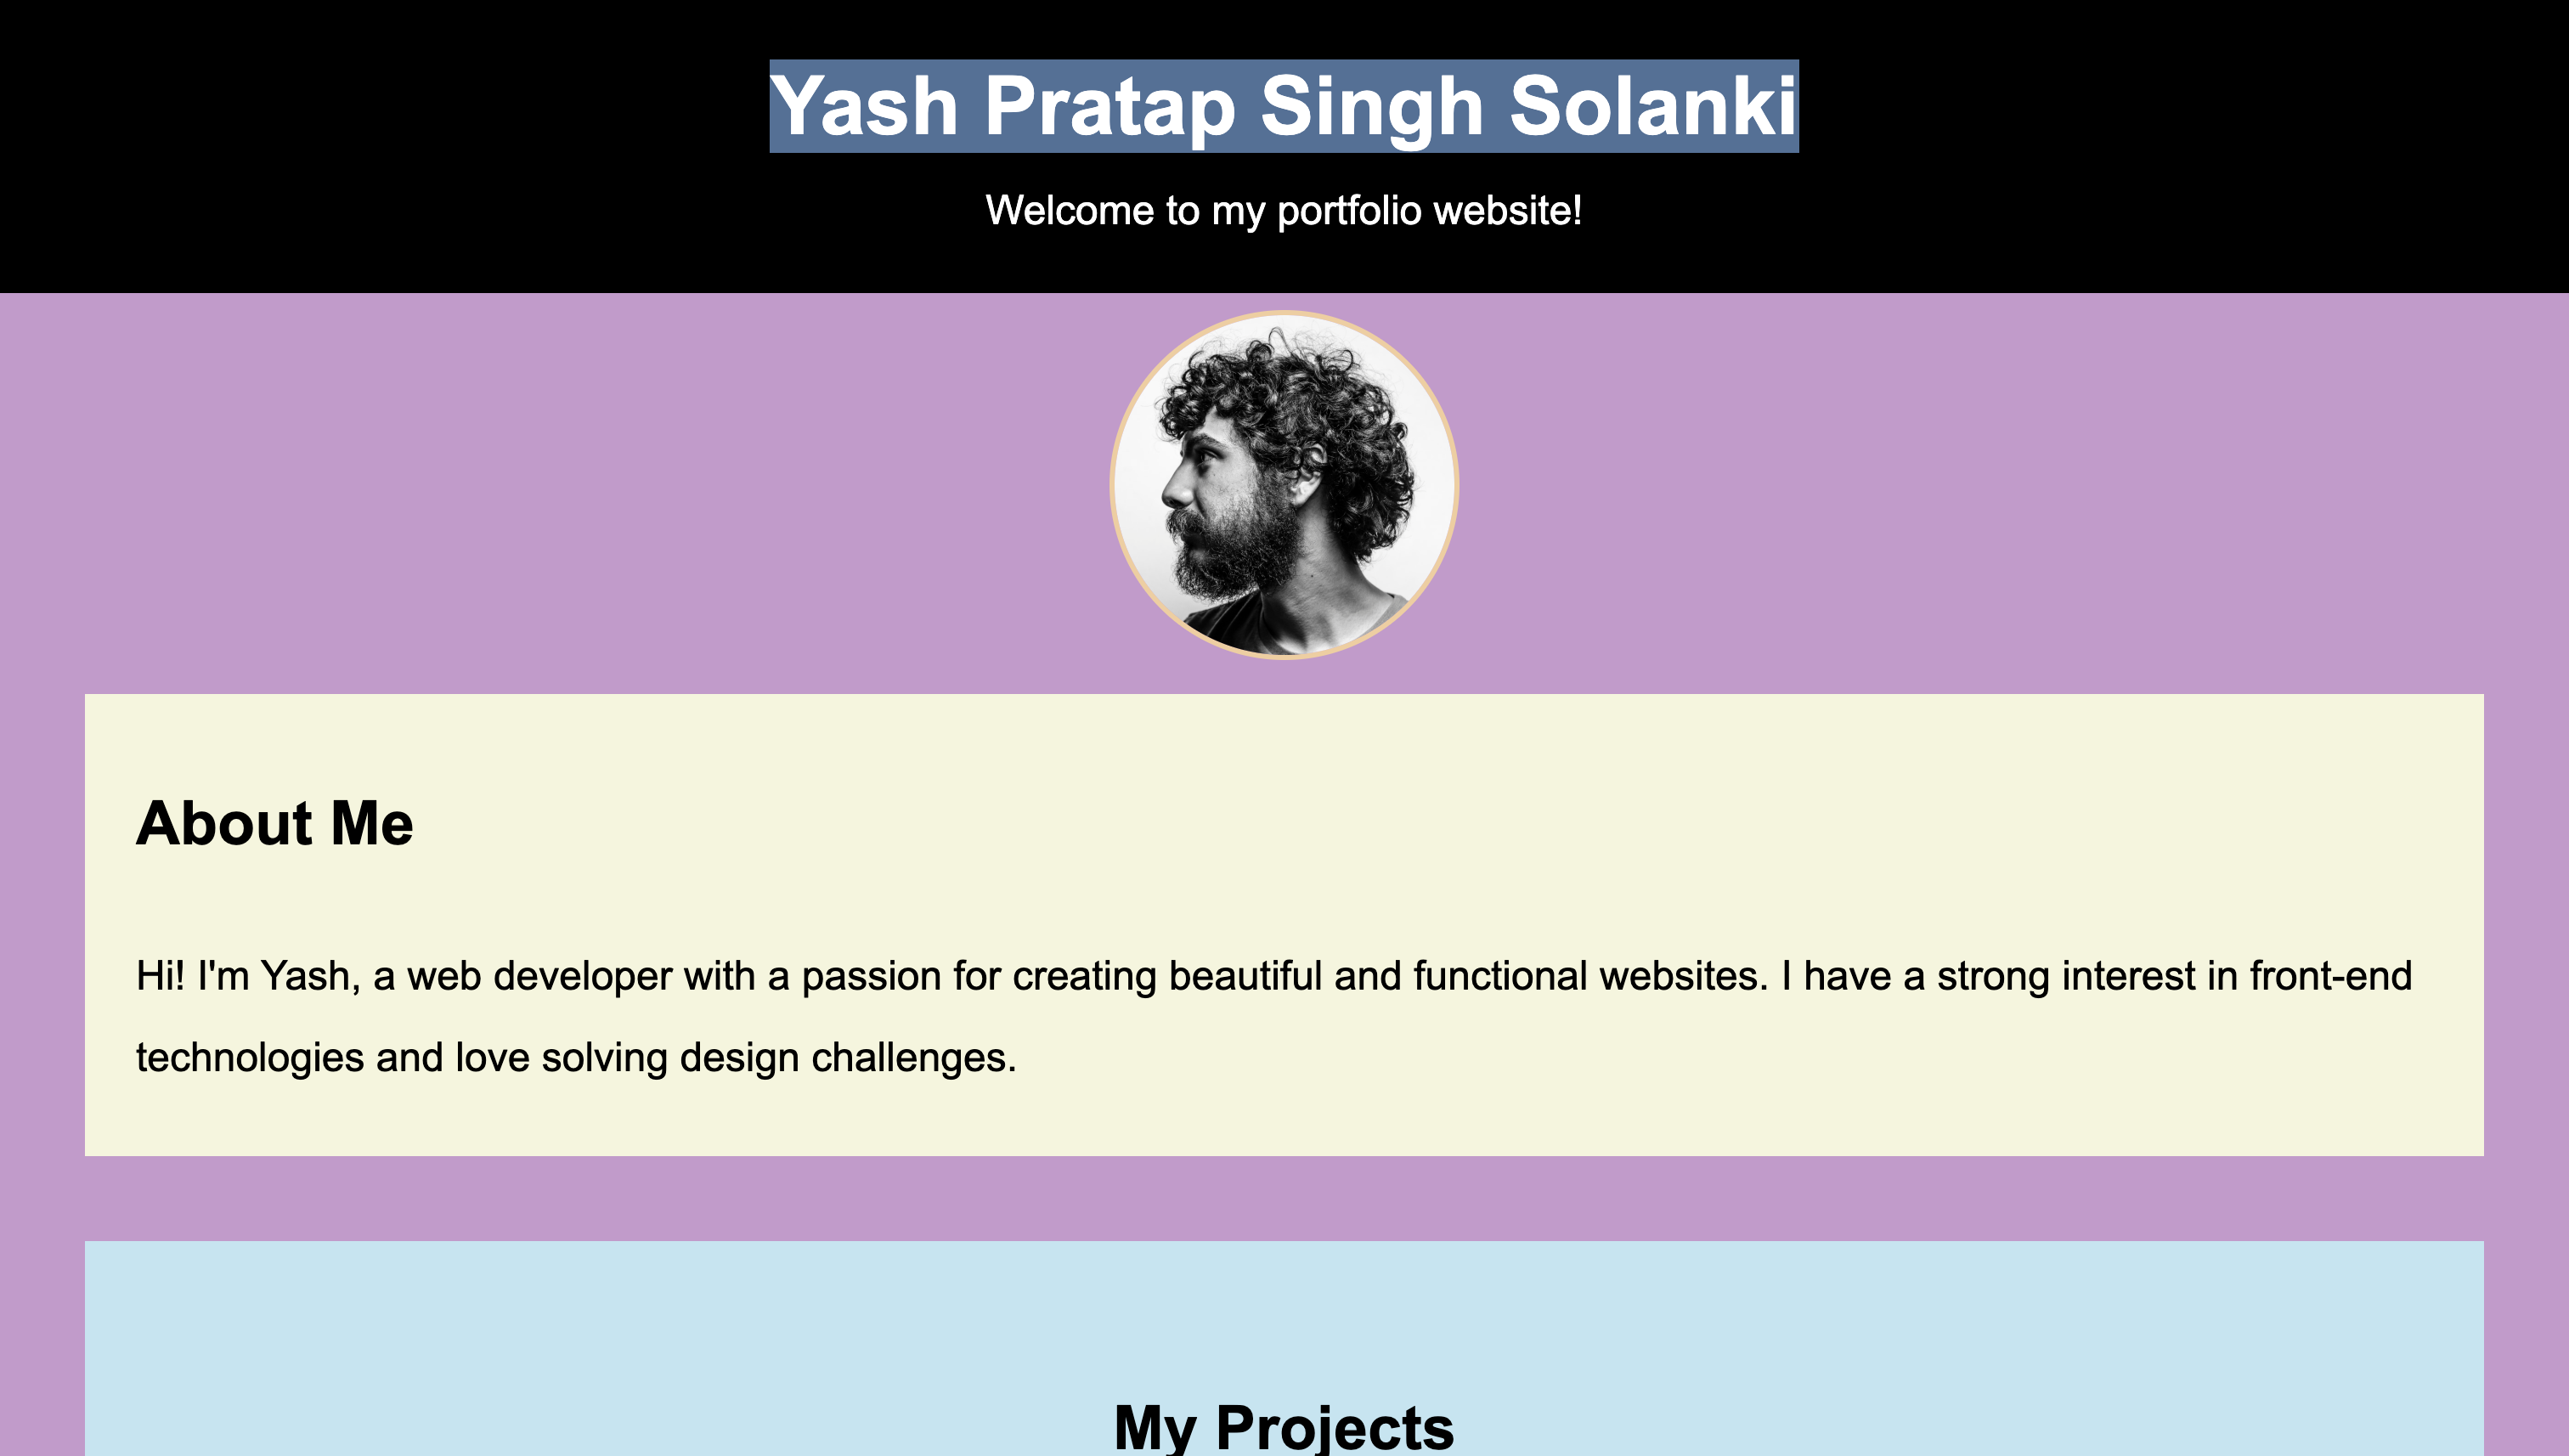 Yash Pratap Singh Solanki
Welcome to my portfolio website!
About Me
Hi! I'm Yash, a web developer with a passion for creating beautiful and functional websites. I have a strong interest in front-end
technologies and love solving design challenges.
My Projects